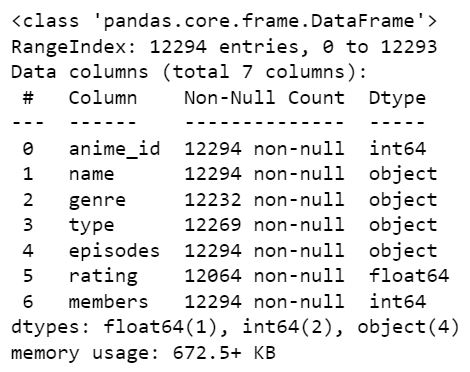 <class 'pandas.core.frame.DataFrame'>
RangeIndex: 12294 entries, 0 to 12293
Data columns (total 7 columns):
 #   Column    Non-Null Count  Dtype
---  ------    --------------  -----
 0   anime_id  12294 non-null  int64
 1   name      12294 non-null  object
 2   genre     12232 non-null  object
 3   type      12269 non-null  object
 4   episodes  12294 non-null  object
 5   rating    12064 non-null  float64
 6   members   12294 non-null  int64
dtypes: float64(1), int64(2), object(4)
memory usage: 672.5+ KB